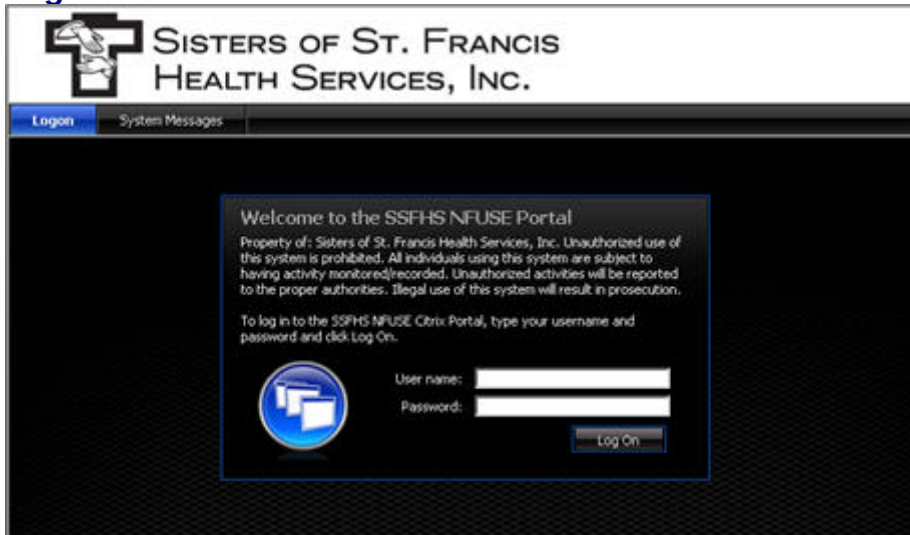 SISTERS OF ST. FRANCIS
HEALTH SERVICES, INC.
Logon System Messages
Welcome to the SSFHS NFUSE Portal
Property of: Sisters of St. Francis Health Services, Inc. Unauthorized use of
this system is prohibited. All individuals using this system are subject to
having activity monitored/recorded. Unauthorized activities will be reported
to the proper authorities. Illegal use of this system will result in prosecution.
To log in to the SSFHS NFUSE Citrix Portal, type your username and
password and click Log On.
User name:
Password:
Log On